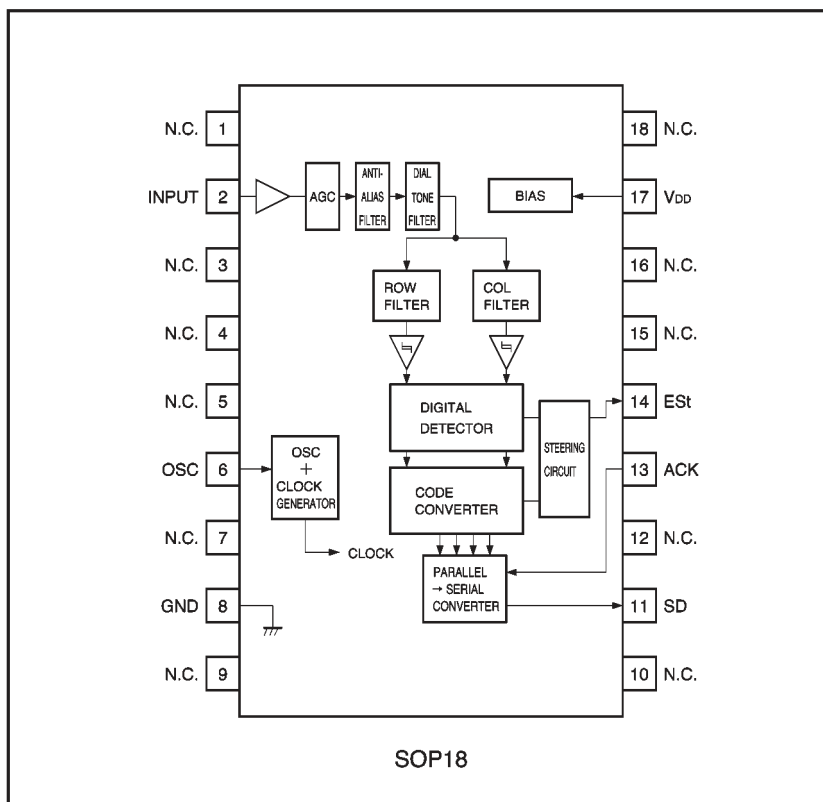 N.C. 1
18 N.C.
INPUT 2
AGC
ANTI-
ALIAS
FILTER
DIAL
TONE
FILTER
BIAS
17 VDD
N.C. 3
ROW
FILTER
COL
FILTER
16 N.C.
N.C. 4
15 N.C.
N.C. 5
DIGITAL
DETECTOR
14 ESt
STEERING
CIRCUIT
OSC 6
OSC
+
CLOCK
GENERATOR
CODE
CONVERTER
13 ACK
N.C. 7
CLOCK
12 N.C.
GND 8
PARALLEL
→ SERIAL
CONVERTER
11 SD
N.C. 9
10 N.C.
SOP18